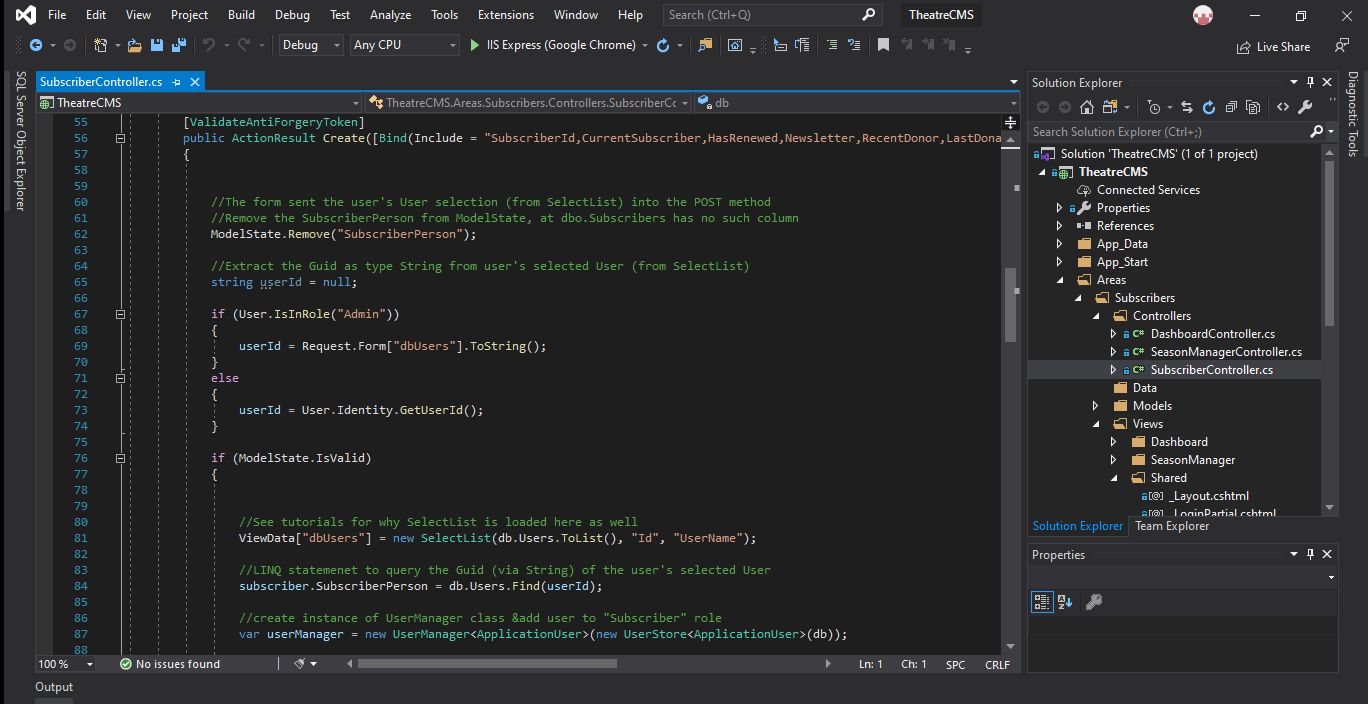 File Edit View Project Build Debug Test Analyze Tools Extensions Window Help Search (Ctrl+Q) TheatreCMS
Debug Any CPU IIS Express (Google Chrome) Live Share
SQL Server Object Explorer
SubscriberController.cs
TheatreCMS TheatreCMS.Areas.Subscribers.Controllers.SubscriberCc db
55 [ValidateAntiForgeryToken]
56 public ActionResult Create([Bind(Include = "SubscriberId,CurrentSubscriber,HasRenewed,Newsletter,RecentDonor,LastDona
57 {
58
59
60 //The form sent the user's User selection (from SelectList) into the POST method
61 //Remove the SubscriberPerson from ModelState, at dbo.Subscribers has no such column
62 ModelState.Remove("SubscriberPerson");
63
64 //Extract the Guid as type String from user's selected User (from SelectList)
65 string userId = null;
66
67 if (User.IsInRole("Admin"))
68 {
69 userId = Request.Form["dbUsers"].ToString();
70 }
71 else
72 {
73 userId = User.Identity.GetUserId();
74 }
75
76 if (ModelState.IsValid)
77 {
78
79
80 //See tutorials for why SelectList is loaded here as well
81 ViewData["dbUsers"] = new SelectList(db.Users.ToList(), "Id", "UserName");
82
83 //LINQ statemenet to query the Guid (via String) of the user's selected User
84 subscriber.SubscriberPerson = db.Users.Find(userId);
85
86 //create instance of UserManager class &add user to "Subscriber" role
87 var userManager = new UserManager<ApplicationUser>(new UserStore<ApplicationUser>(db));
88
100 % No issues found Ln: 1 Ch: 1 SPC CRLF
Output
Solution Explorer
Search Solution Explorer (Ctrl+;)
Solution 'TheatreCMS' (1 of 1 project)
TheatreCMS
Connected Services
Properties
References
App_Data
App_Start
Areas
Subscribers
Controllers
C# DashboardController.cs
C# SeasonManagerController.cs
C# SubscriberController.cs
Data
Models
Views
Dashboard
SeasonManager
Shared
[@] _Layout.cshtml
[@] _LoginPartial.cshtml
Solution Explorer Team Explorer
Properties
Diagnostic Tools